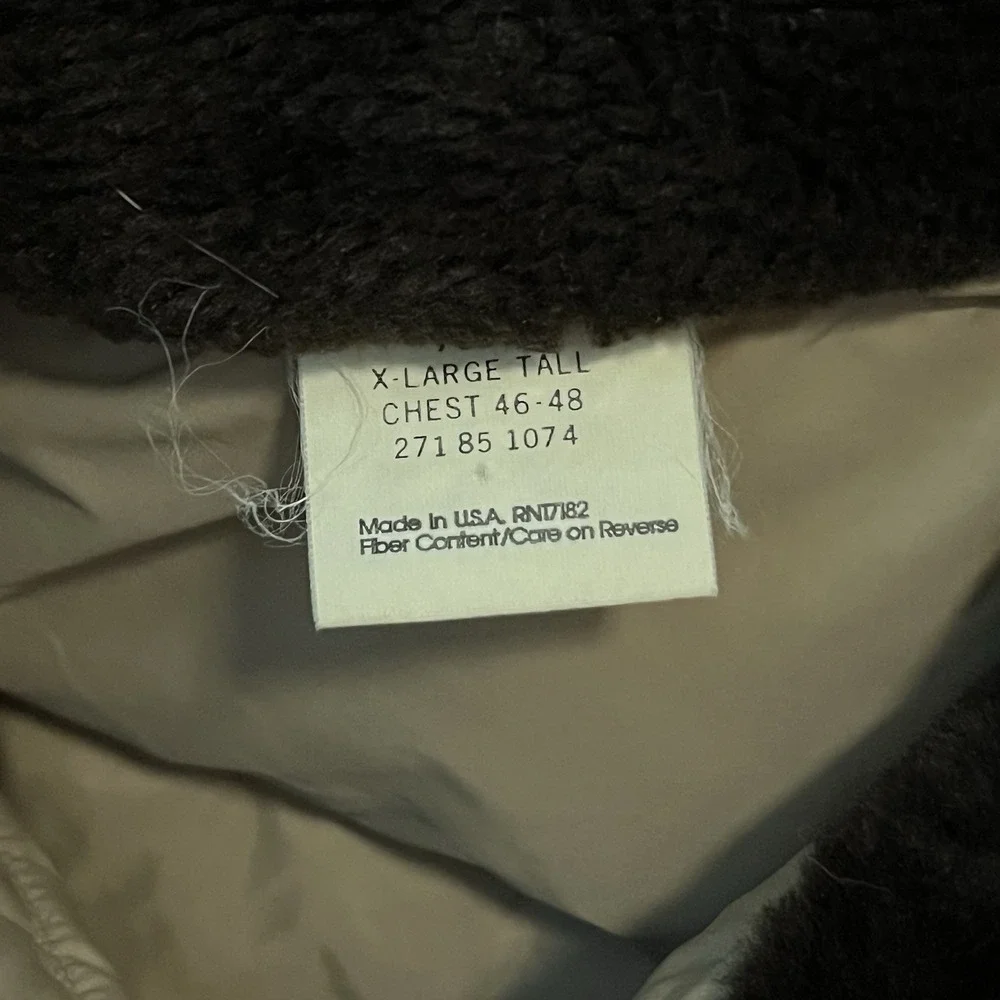 X-LARGE TALL
CHEST 46-48
271 85 1074
Made in U.S.A. RN17182
Fiber Content/Care on Reverse